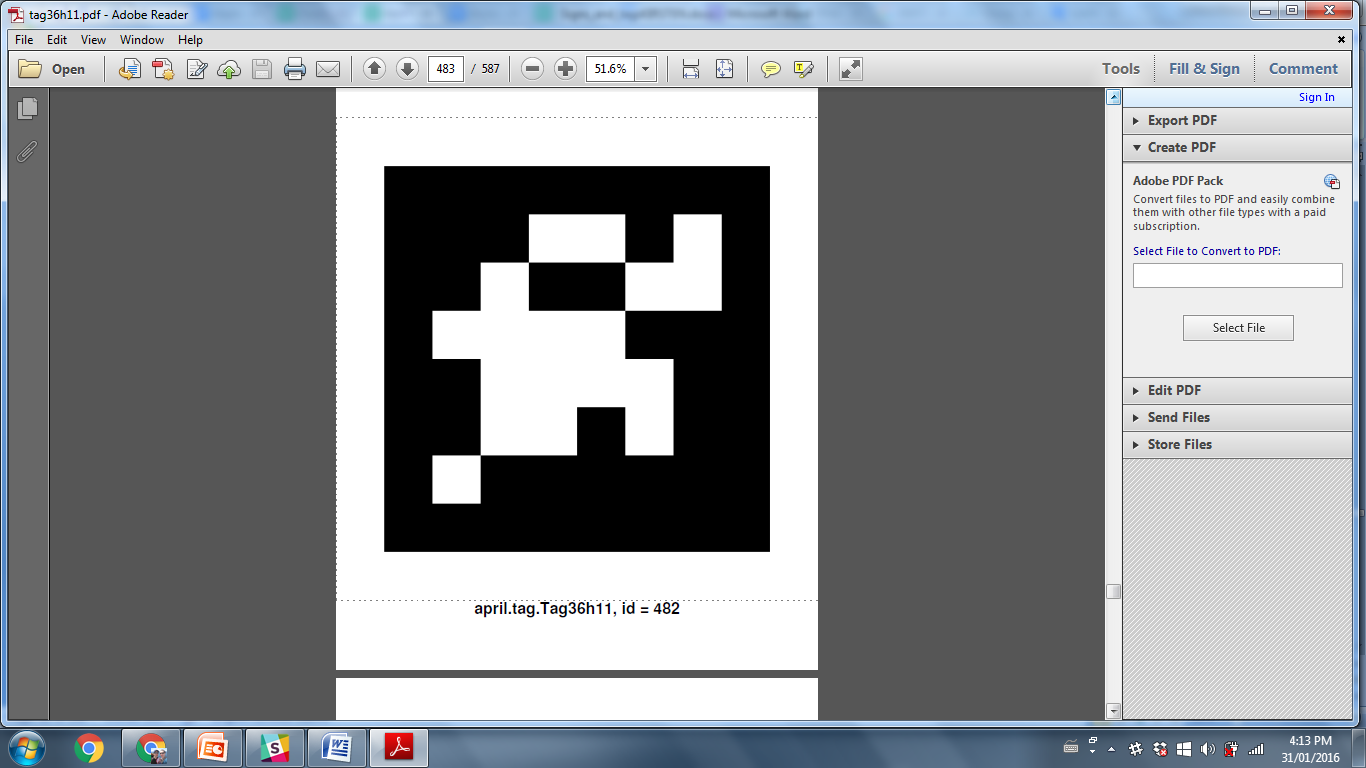 tag36h11.pdf - Adobe Reader
File Edit View Window Help
Open 483 / 587 51.6% Tools Fill & Sign Comment
Sign In
Export PDF
Create PDF
Adobe PDF Pack
Convert files to PDF and easily combine
them with other file types with a paid
subscription.
Select File to Convert to PDF:
Select File
Edit PDF
Send Files
Store Files
april.tag.Tag36h11, id = 482
4:13 PM
31/01/2016